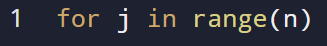 1 for j in range(n)